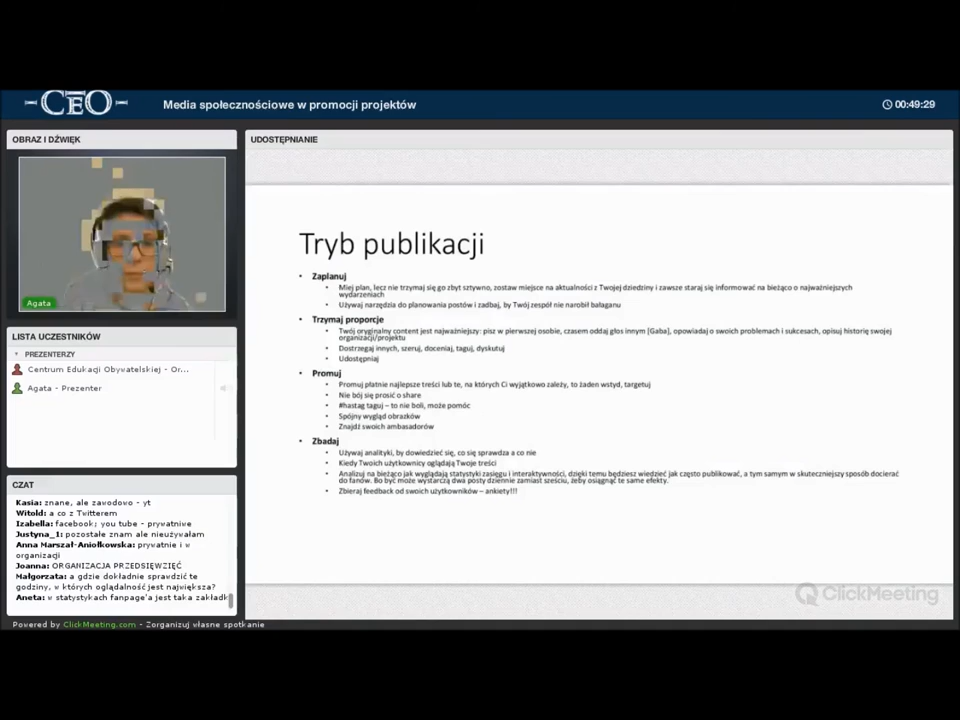 CEO
Media społecznościowe w promocji projektów
00:49:29
OBRAZ I DŹWIĘK
Agata
LISTA UCZESTNIKÓW
PREZENTERZY
Centrum Edukacji Obywatelskiej - Or...
Agata - Prezenter
CZAT
Kasia: znane, ale zawodowo - yt
Witold: a co z Twitterem
Izabella: facebook; you tube - prywatnive
Justyna_1: pozostałe znam ale nieużywałam
Anna Marszał-Aniołkowska: prywatnie i w
organizacji
Joanna: ORGANIZACJA PRZEDSIĘWZIĘĆ
Małgorzata: a gdzie dokładnie sprawdzić te
godziny, w których oglądalność jest największa?
Aneta: w statystykach fanpage'a jest taka zakładk
UDOSTĘPNIANIE
Tryb publikacji
• Zaplanuj
• Miej plan, lecz nie trzymaj się go zbyt sztywno, zostaw miejsce na aktualności z Twojej dziedziny i zawsze staraj się informować na bieżąco o najważniejszych
wydarzeniach
• Używaj narzędzia do planowania postów i zadbaj, by Twój zespół nie narobił bałaganu
• Trzymaj proporcje
• Twój oryginalny content jest najważniejszy: pisz w pierwszej osobie, czasem oddaj głos innym [Gaba], opowiadaj o swoich problemach i sukcesach, opisuj historię swojej
organizacji/projektu
• Dostrzegaj innych, szeruj, doceniaj, taguj, dyskutuj
• Udostępniaj
• Promuj
• Promuj płatnie najlepsze treści lub te, na których Ci wyjątkowo zależy, to żaden wstyd, targetuj
• Nie bój się prosić o share
• #hastag taguj – to nie boli, może pomóc
• Spójny wygląd obrazków
• Znajdź swoich ambasadorów
• Zbadaj
• Używaj analityki, by dowiedzieć się, co się sprawdza a co nie
• Kiedy Twoich użytkownicy oglądają Twoje treści
• Analizuj na bieżąco jak wyglądają statystyki zasięgu i interaktywności, dzięki temu będziesz wiedzieć jak często publikować, a tym samym w skuteczniejszy sposób docierać
do fanów. Bo być może wystarczą dwa posty dziennie zamiast sześciu, żeby osiągnąć te same efekty.
• Zbieraj feedback od swoich użytkowników – ankiety!!!
ClickMeeting
Powered by ClickMeeting.com - Zorganizuj własne spotkanie